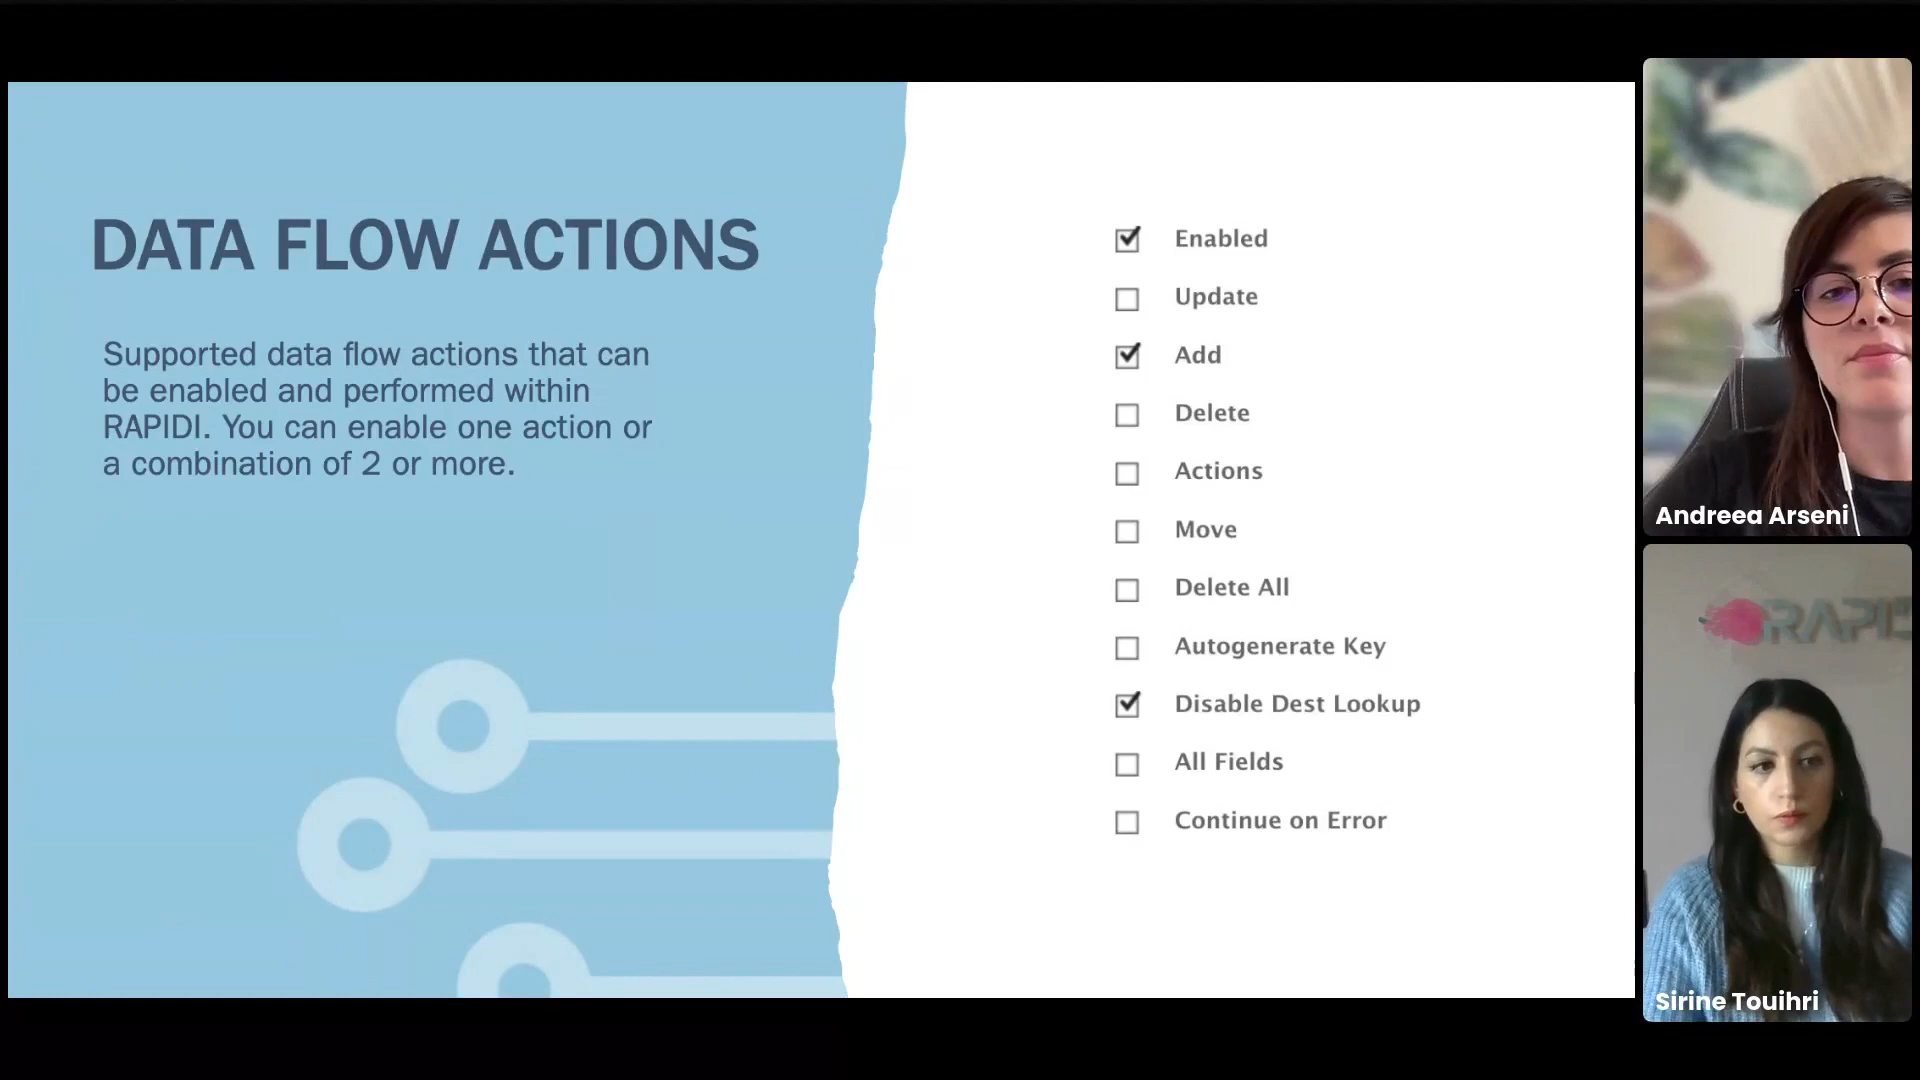 DATA FLOW ACTIONS
Supported data flow actions that can
be enabled and performed within
RAPIDI. You can enable one action or
a combination of 2 or more.
Enabled
Update
Add
Delete
Actions
Move
Delete All
Autogenerate Key
Disable Dest Lookup
All Fields
Continue on Error
Andreea Arseni
RAPID
Sirine Touihri